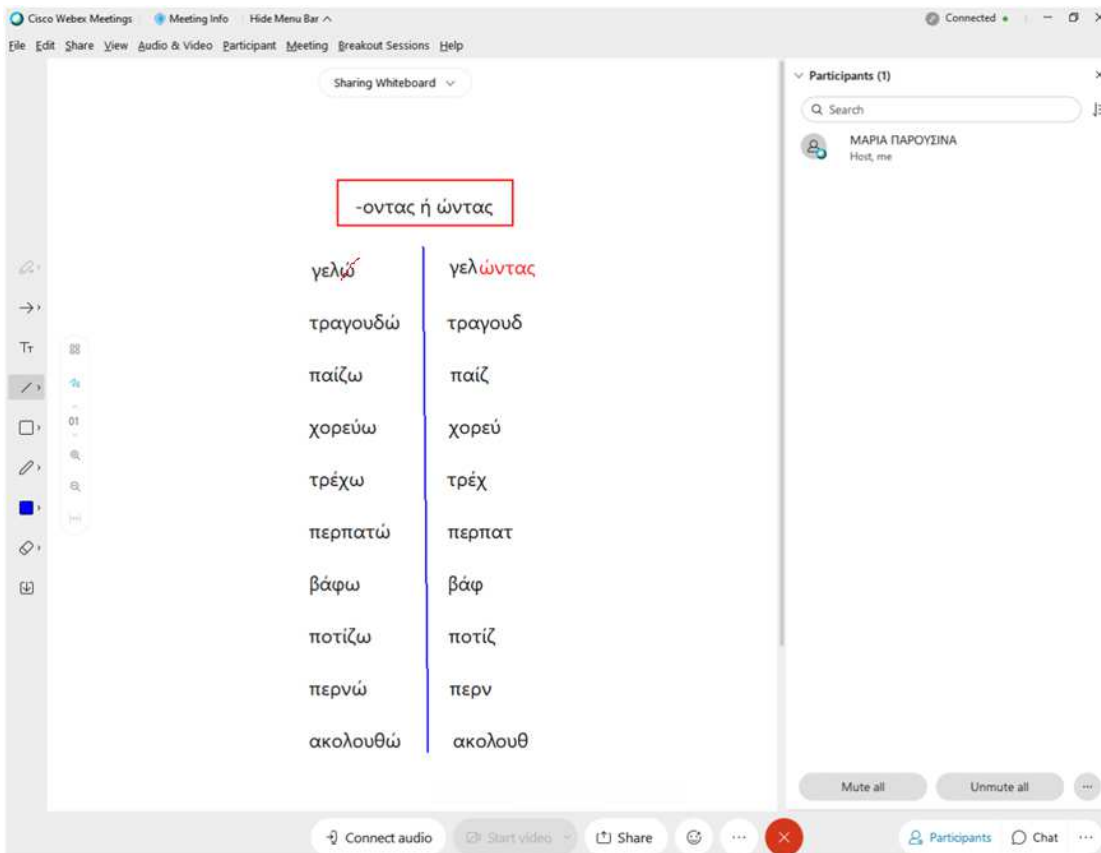 Cisco Webex Meetings Meeting Info Hide Menu Bar Connected
File Edit Share View Audio & Video Participant Meeting Breakout Sessions Help
Sharing Whiteboard
-οντας ή ώντας
γελώ γελώντας
τραγουδώ τραγουδ
παίζω παίζ
χορεύω χορεύ
τρέχω τρέχ
περπατώ περπατ
βάφω βάφ
ποτίζω ποτίζ
περνώ περν
ακολουθώ ακολουθ
Tт
01
Participants (1)
Search
ΜΑΡΙΑ ΠΑΡΟΥΣΙΝΑ
Host, me
Mute all Unmute all
Connect audio Start video Share Participants Chat